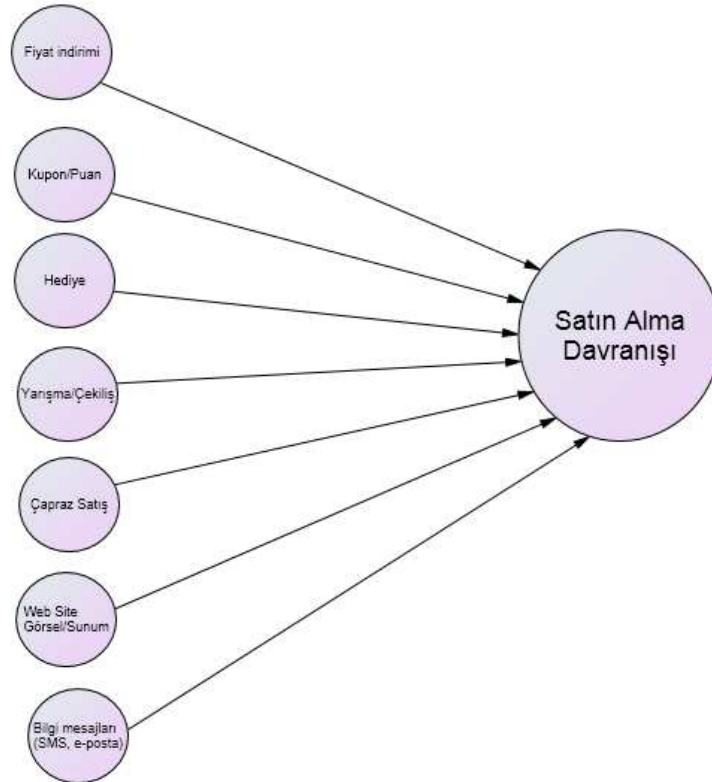 Fiyat indirimi
Kupon/Puan
Hediye
Yarışma/Çekiliş
Çapraz Satış
Web Site
Görsel/Sunum
Bilgi mesajları
(SMS, e-posta)
Satın Alma
Davranışı